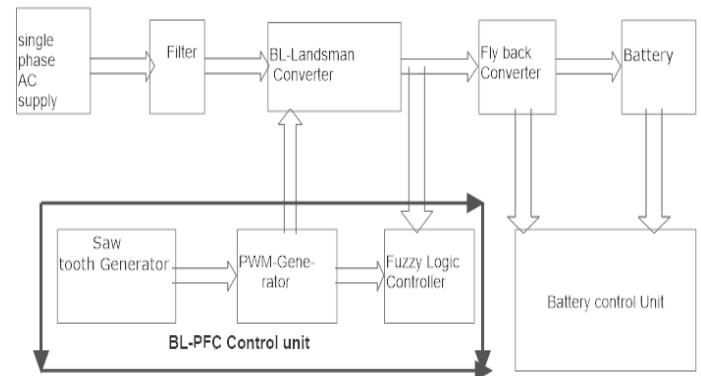 single
phase
AC
supply
Filter
BL-Landsman
Converter
Fly back
Converter
Battery
Saw
tooth Generator
PWM-Gene-
rator
Fuzzy Logic
Controller
BL-PFC Control unit
Battery control Unit